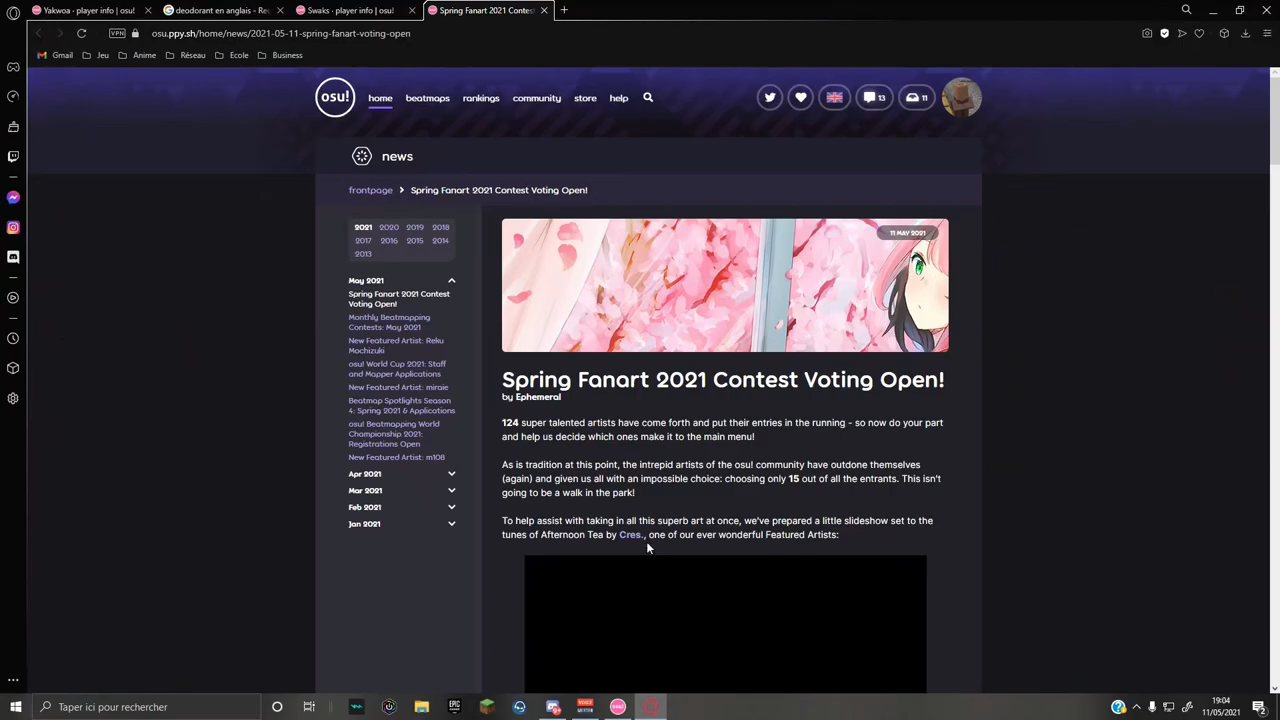 Yakwoa · player info | osu!
deodorant en anglais - Rec
Swaks · player info | osu!
Spring Fanart 2021 Contest
osu.ppy.sh/home/news/2021-05-11-spring-fanart-voting-open
VPN
Gmail
Jeu
Anime
Réseau
Ecole
Business
osu!
home
beatmaps
rankings
community
store
help
13
11
news
frontpage
Spring Fanart 2021 Contest Voting Open!
2021 2020 2019 2018
2017 2016 2015 2014
2013
May 2021
Spring Fanart 2021 Contest
Voting Open!
Monthly Beatmapping
Contests: May 2021
New Featured Artist: Reku
Mochizuki
osu! World Cup 2021: Staff
and Mapper Applications
New Featured Artist: miraie
Beatmap Spotlights Season
4: Spring 2021 & Applications
osu! Beatmapping World
Championship 2021:
Registrations Open
New Featured Artist: m108
Apr 2021
Mar 2021
Feb 2021
Jan 2021
11 MAY 2021
Spring Fanart 2021 Contest Voting Open!
by Ephemeral
124 super talented artists have come forth and put their entries in the running - so now do your part
and help us decide which ones make it to the main menu!
As is tradition at this point, the intrepid artists of the osu! community have outdone themselves
(again) and given us all with an impossible choice: choosing only 15 out of all the entrants. This isn't
going to be a walk in the park!
To help assist with taking in all this superb art at once, we've prepared a little slideshow set to the
tunes of Afternoon Tea by Cres., one of our ever wonderful Featured Artists:
Taper ici pour rechercher
EPIC
osu!
19:04
11/05/2021